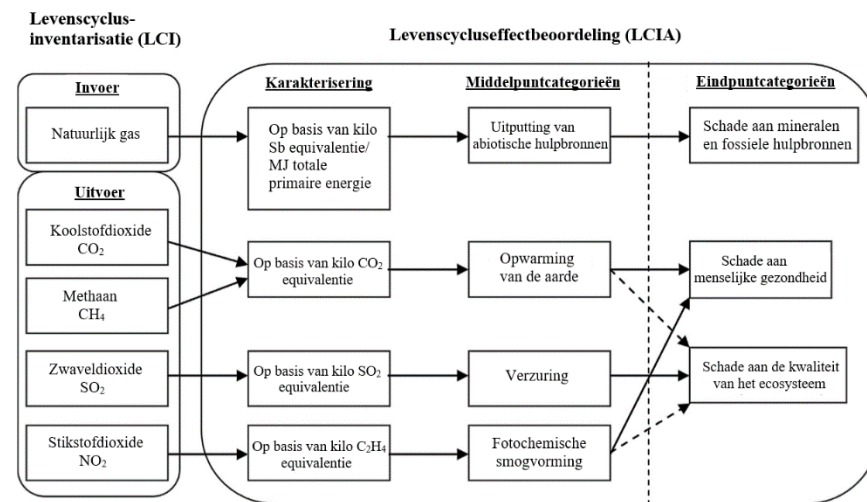 Levenscyclus-
inventarisatie (LCI)
Levenscycluseffectbeoordeling (LCIA)
Invoer
Natuurlijk gas
Uitvoer
Koolstofdioxide
CO₂
Methaan
CH₄
Zwaveldioxide
SO₂
Stikstofdioxide
NO₂
Karakterisering
Op basis van kilo
Sb equivalentie/
MJ totale
primaire energie
Op basis van kilo CO₂
equivalentie
Op basis van kilo SO₂
equivalentie
Op basis van kilo C₂H₄
equivalentie
Middelpuntcategorieën
Uitputting van
abiotische hulpbronnen
Opwarming
van de aarde
Verzuring
Fotochemische
smogvorming
Eindpuntcategorieën
Schade aan mineralen
en fossiele hulpbronnen
Schade aan
menselijke gezondheid
Schade aan de kwaliteit
van het ecosysteem